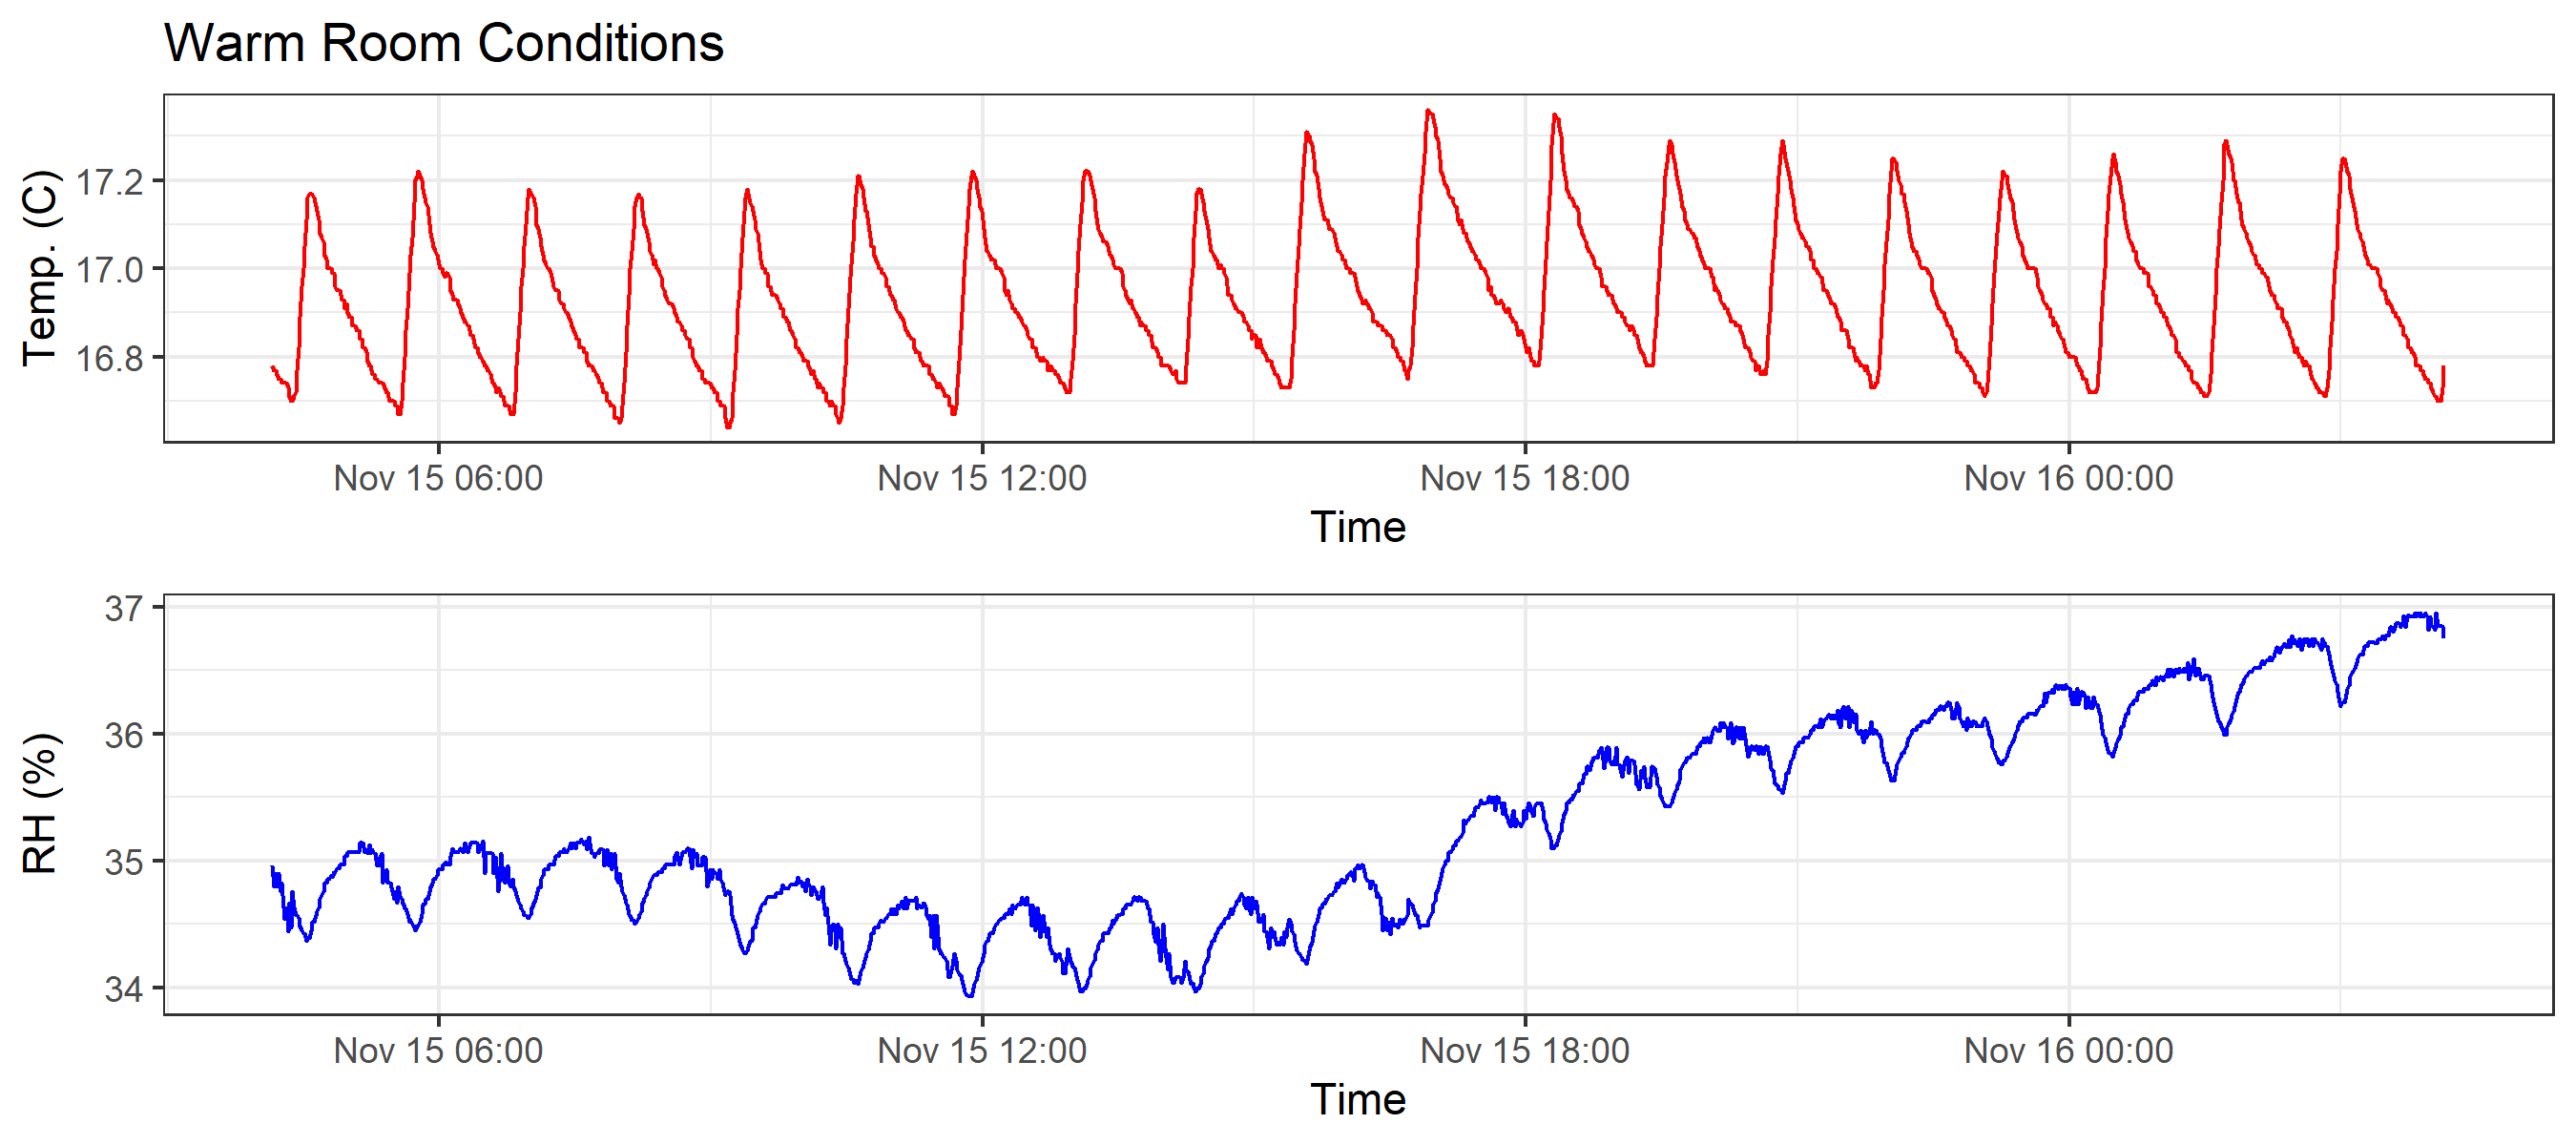 Warm Room Conditions
Temp. (C)
17.2
17.0
16.8
Nov 15 06:00 Nov 15 12:00 Nov 15 18:00 Nov 16 00:00
Time
RH (%)
37
36
35
34
Nov 15 06:00 Nov 15 12:00 Nov 15 18:00 Nov 16 00:00
Time